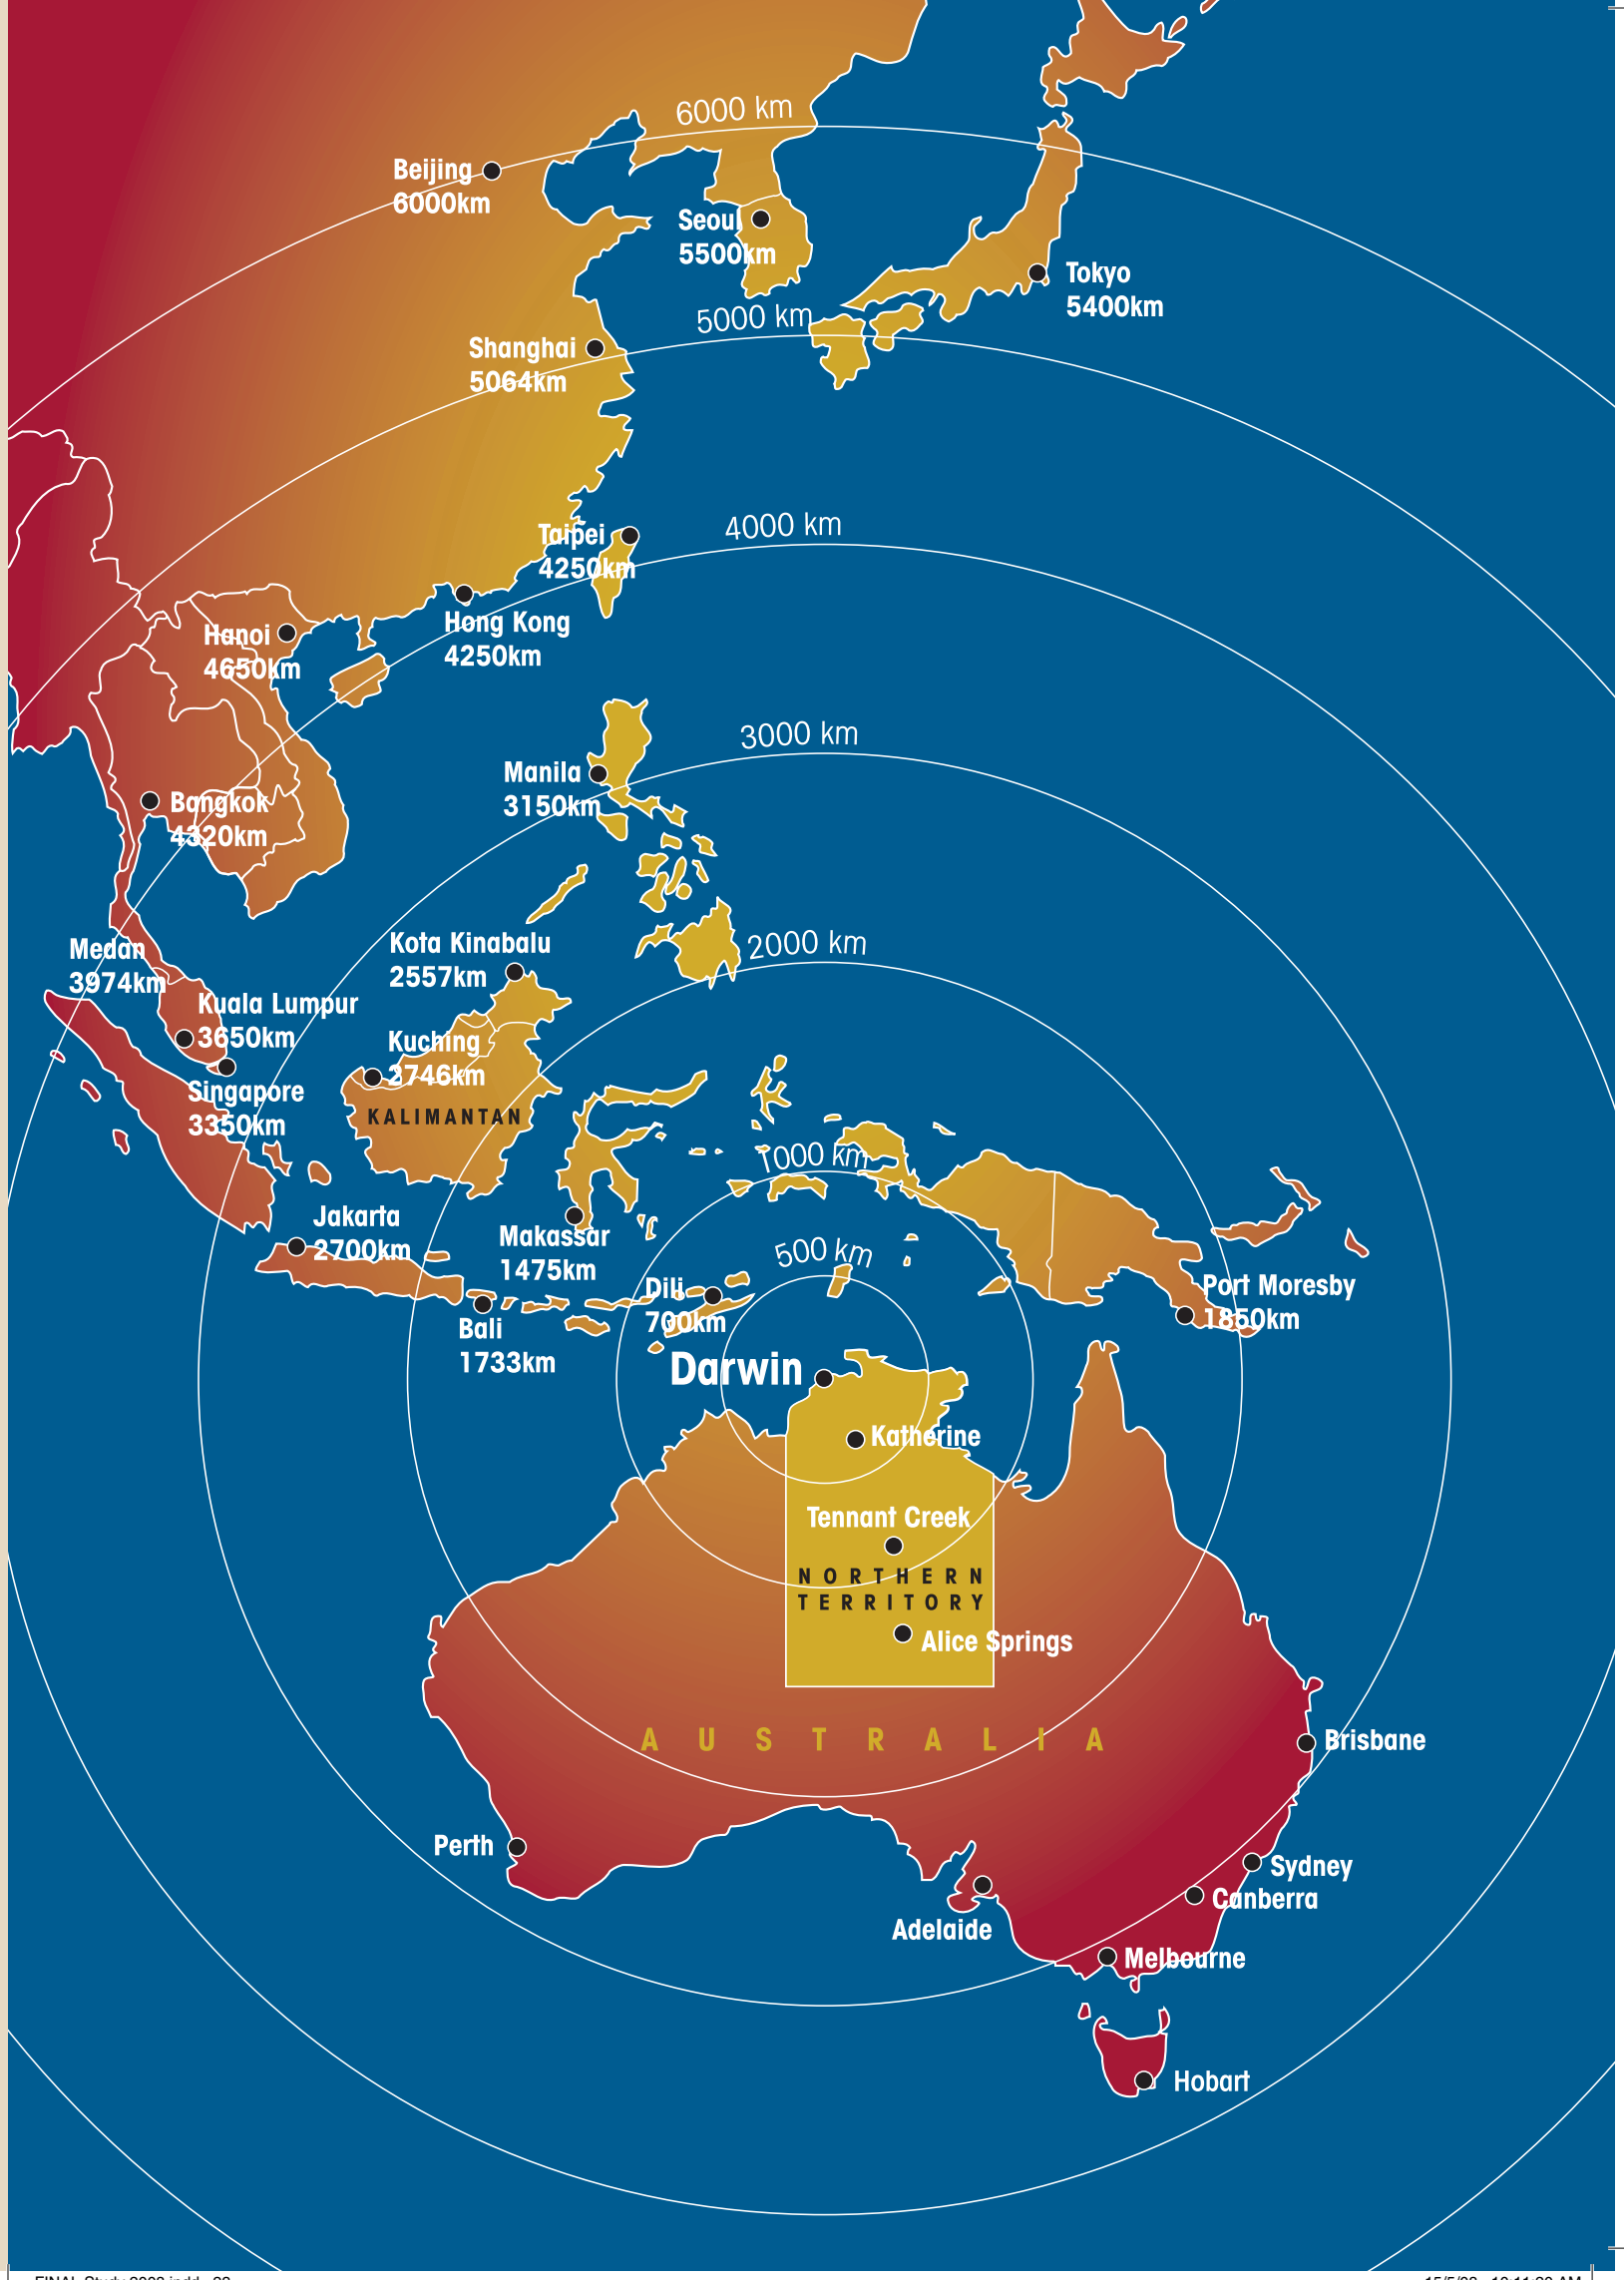 6000 km
Beijing
6000km
Seoul
5500km
Tokyo
5400km
5000 km
Shanghai
5064km
4000 km
Taipei
4250km
Hong Kong
4250km
Hanoi
4650km
3000 km
Manila
3150km
Bangkok
4320km
2000 km
Medan
3974km
Kota Kinabalu
2557km
Kuala Lumpur
3650km
Kuching
2746km
Singapore
3350km
KALIMANTAN
1000 km
Jakarta
2700km
Makassar
1475km
500 km
Dili
700km
Port Moresby
1850km
Bali
1733km
Darwin
Katherine
Tennant Creek
NORTHERN
TERRITORY
Alice Springs
AUSTRALIA
Brisbane
Perth
Sydney
Canberra
Adelaide
Melbourne
Hobart